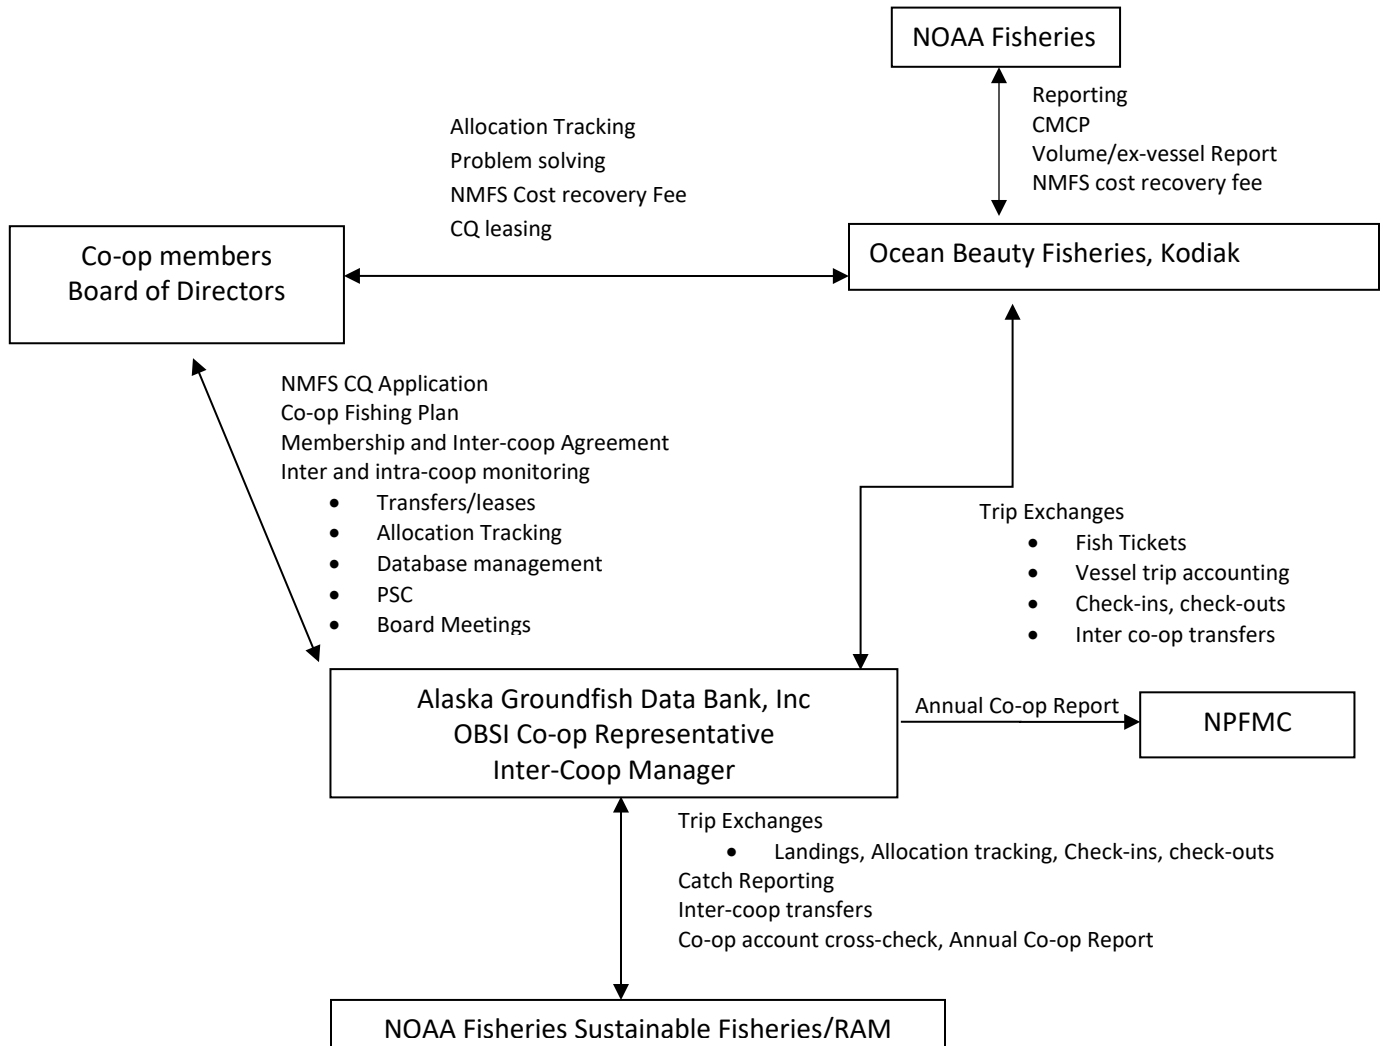 NOAA Fisheries
Reporting
CMCP
Volume/ex-vessel Report
NMFS cost recovery fee
Allocation Tracking
Problem solving
NMFS Cost recovery Fee
CQ leasing
Co-op members
Board of Directors
Ocean Beauty Fisheries, Kodiak
NMFS CQ Application
Co-op Fishing Plan
Membership and Inter-coop Agreement
Inter and intra-coop monitoring
• Transfers/leases
• Allocation Tracking
• Database management
• PSC
• Board Meetings
Trip Exchanges
• Fish Tickets
• Vessel trip accounting
• Check-ins, check-outs
• Inter co-op transfers
Alaska Groundfish Data Bank, Inc
OBSI Co-op Representative
Inter-Coop Manager
Annual Co-op Report
NPFMC
Trip Exchanges
• Landings, Allocation tracking, Check-ins, check-outs
Catch Reporting
Inter-coop transfers
Co-op account cross-check, Annual Co-op Report
NOAA Fisheries Sustainable Fisheries/RAM